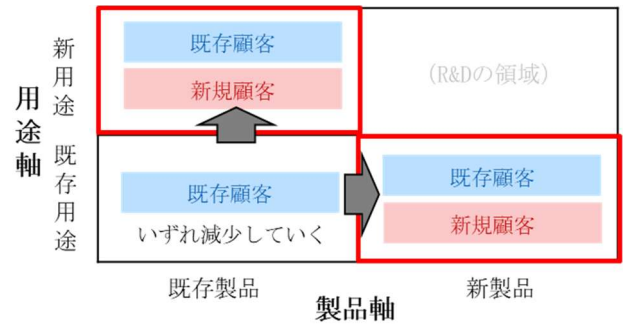 用途軸
新用途
既存顧客
新規顧客
(R&Dの領域)
既存用途
既存顧客
いずれ減少していく
既存顧客
新規顧客
既存製品
新製品
製品軸